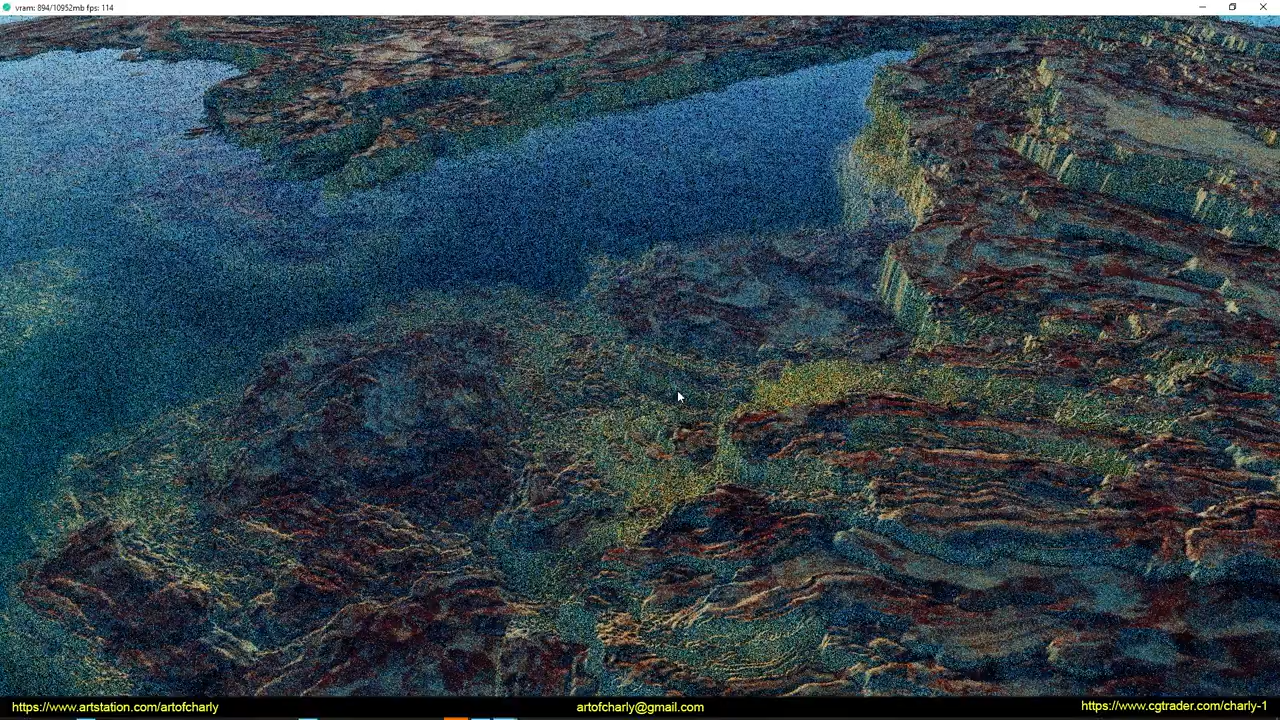 vram: 894/10952mb fps: 114
https://www.artstation.com/artofcharly
artofcharly@gmail.com
https://www.cgtrader.com/charly-1